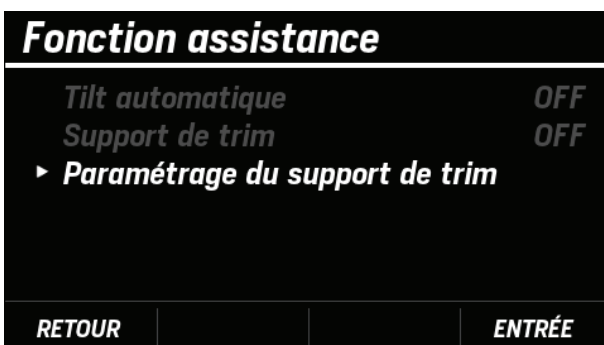 Fonction assistance
Tilt automatique OFF
Support de trim OFF
Paramétrage du support de trim
RETOUR ENTRÉE